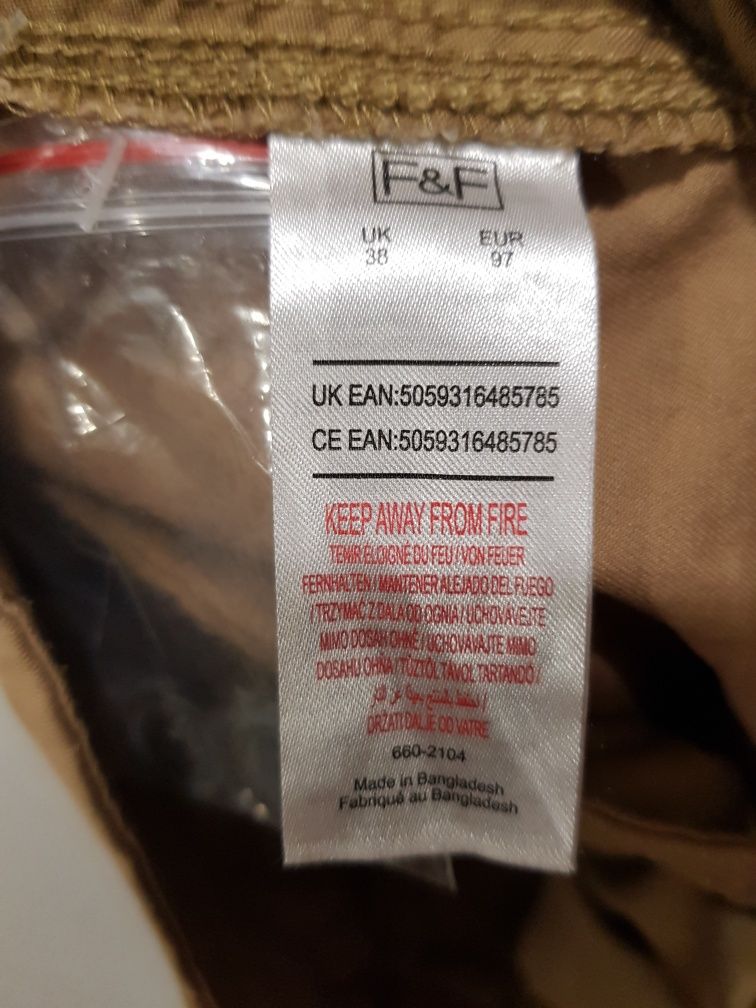 F&F
UK EUR
38 97
UK EAN:5059316485785
CE EAN:5059316485785
KEEP AWAY FROM FIRE
TENIR ELOIGNÉ DU FEU / VON FEUER
FERNHALTEN / MANTENER ALEJADO DEL FUEGO
/ TRZYMAĆ Z DALA OD OGNIA / UCHOVÁVEJTE
MIMO DOSAH OHNĚ / UCHOVÁVAJTE MIMO
DOSAHU OHŇA / TŰZTŐL TÁVOL TARTANDÓ /
DRŽATI DALJE OD VATRE
660-2104
Made in Bangladesh
Fabriqué au Bangladesh